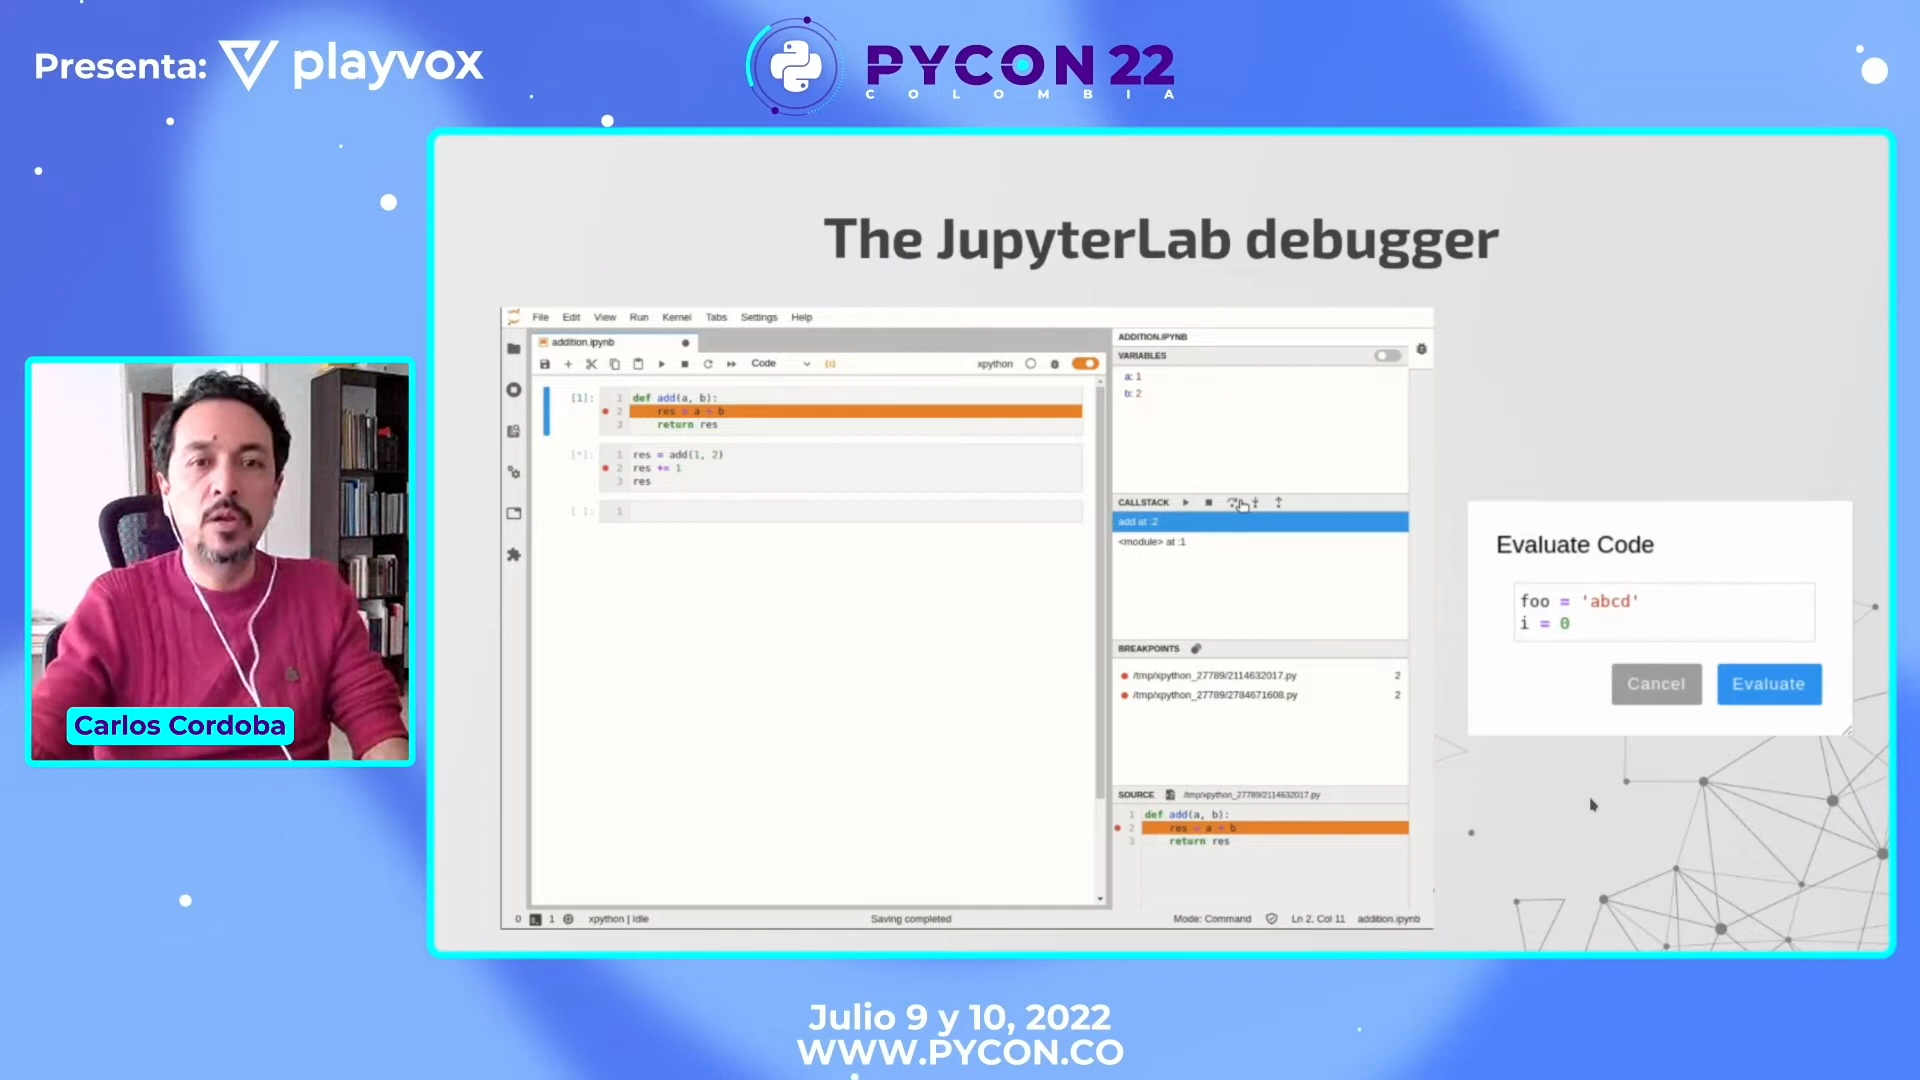 Presenta: playvox
PYCON 22
COLOMBIA
The JupyterLab debugger
File Edit View Run Kernel Tabs Settings Help
addition.ipynb
Code
xpython
[1]:
1 def add(a, b):
2 res = a + b
3 return res
[*]:
1 res = add(1, 2)
2 res += 1
3 res
[ ]:
1
ADDITION.IPYNB
VARIABLES
a: 1
b: 2
CALLSTACK
add at :2
<module> at :1
BREAKPOINTS
/tmp/xpython_27789/2114632017.py 2
/tmp/xpython_27789/2784671608.py 2
SOURCE /tmp/xpython_27789/2114632017.py
1 def add(a, b):
2 res = a + b
3 return res
0 1 xpython | Idle Saving completed Mode: Command Ln 2, Col 11 addition.ipynb
Evaluate Code
foo = 'abcd'
i = 0
Cancel Evaluate
Carlos Cordoba
Julio 9 y 10, 2022
WWW.PYCON.CO